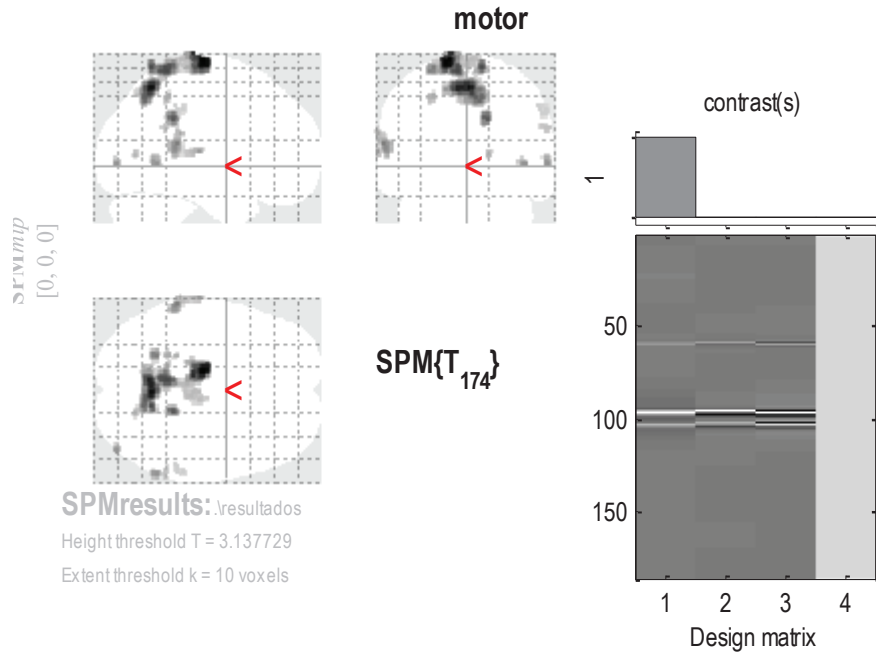 motor
contrast(s)
1
SPMmip
[0, 0, 0]
<
<
<
SPM{T174}
50
100
150
1 2 3 4
Design matrix
SPMresults: .\resultados
Height threshold T = 3.137729
Extent threshold k = 10 voxels